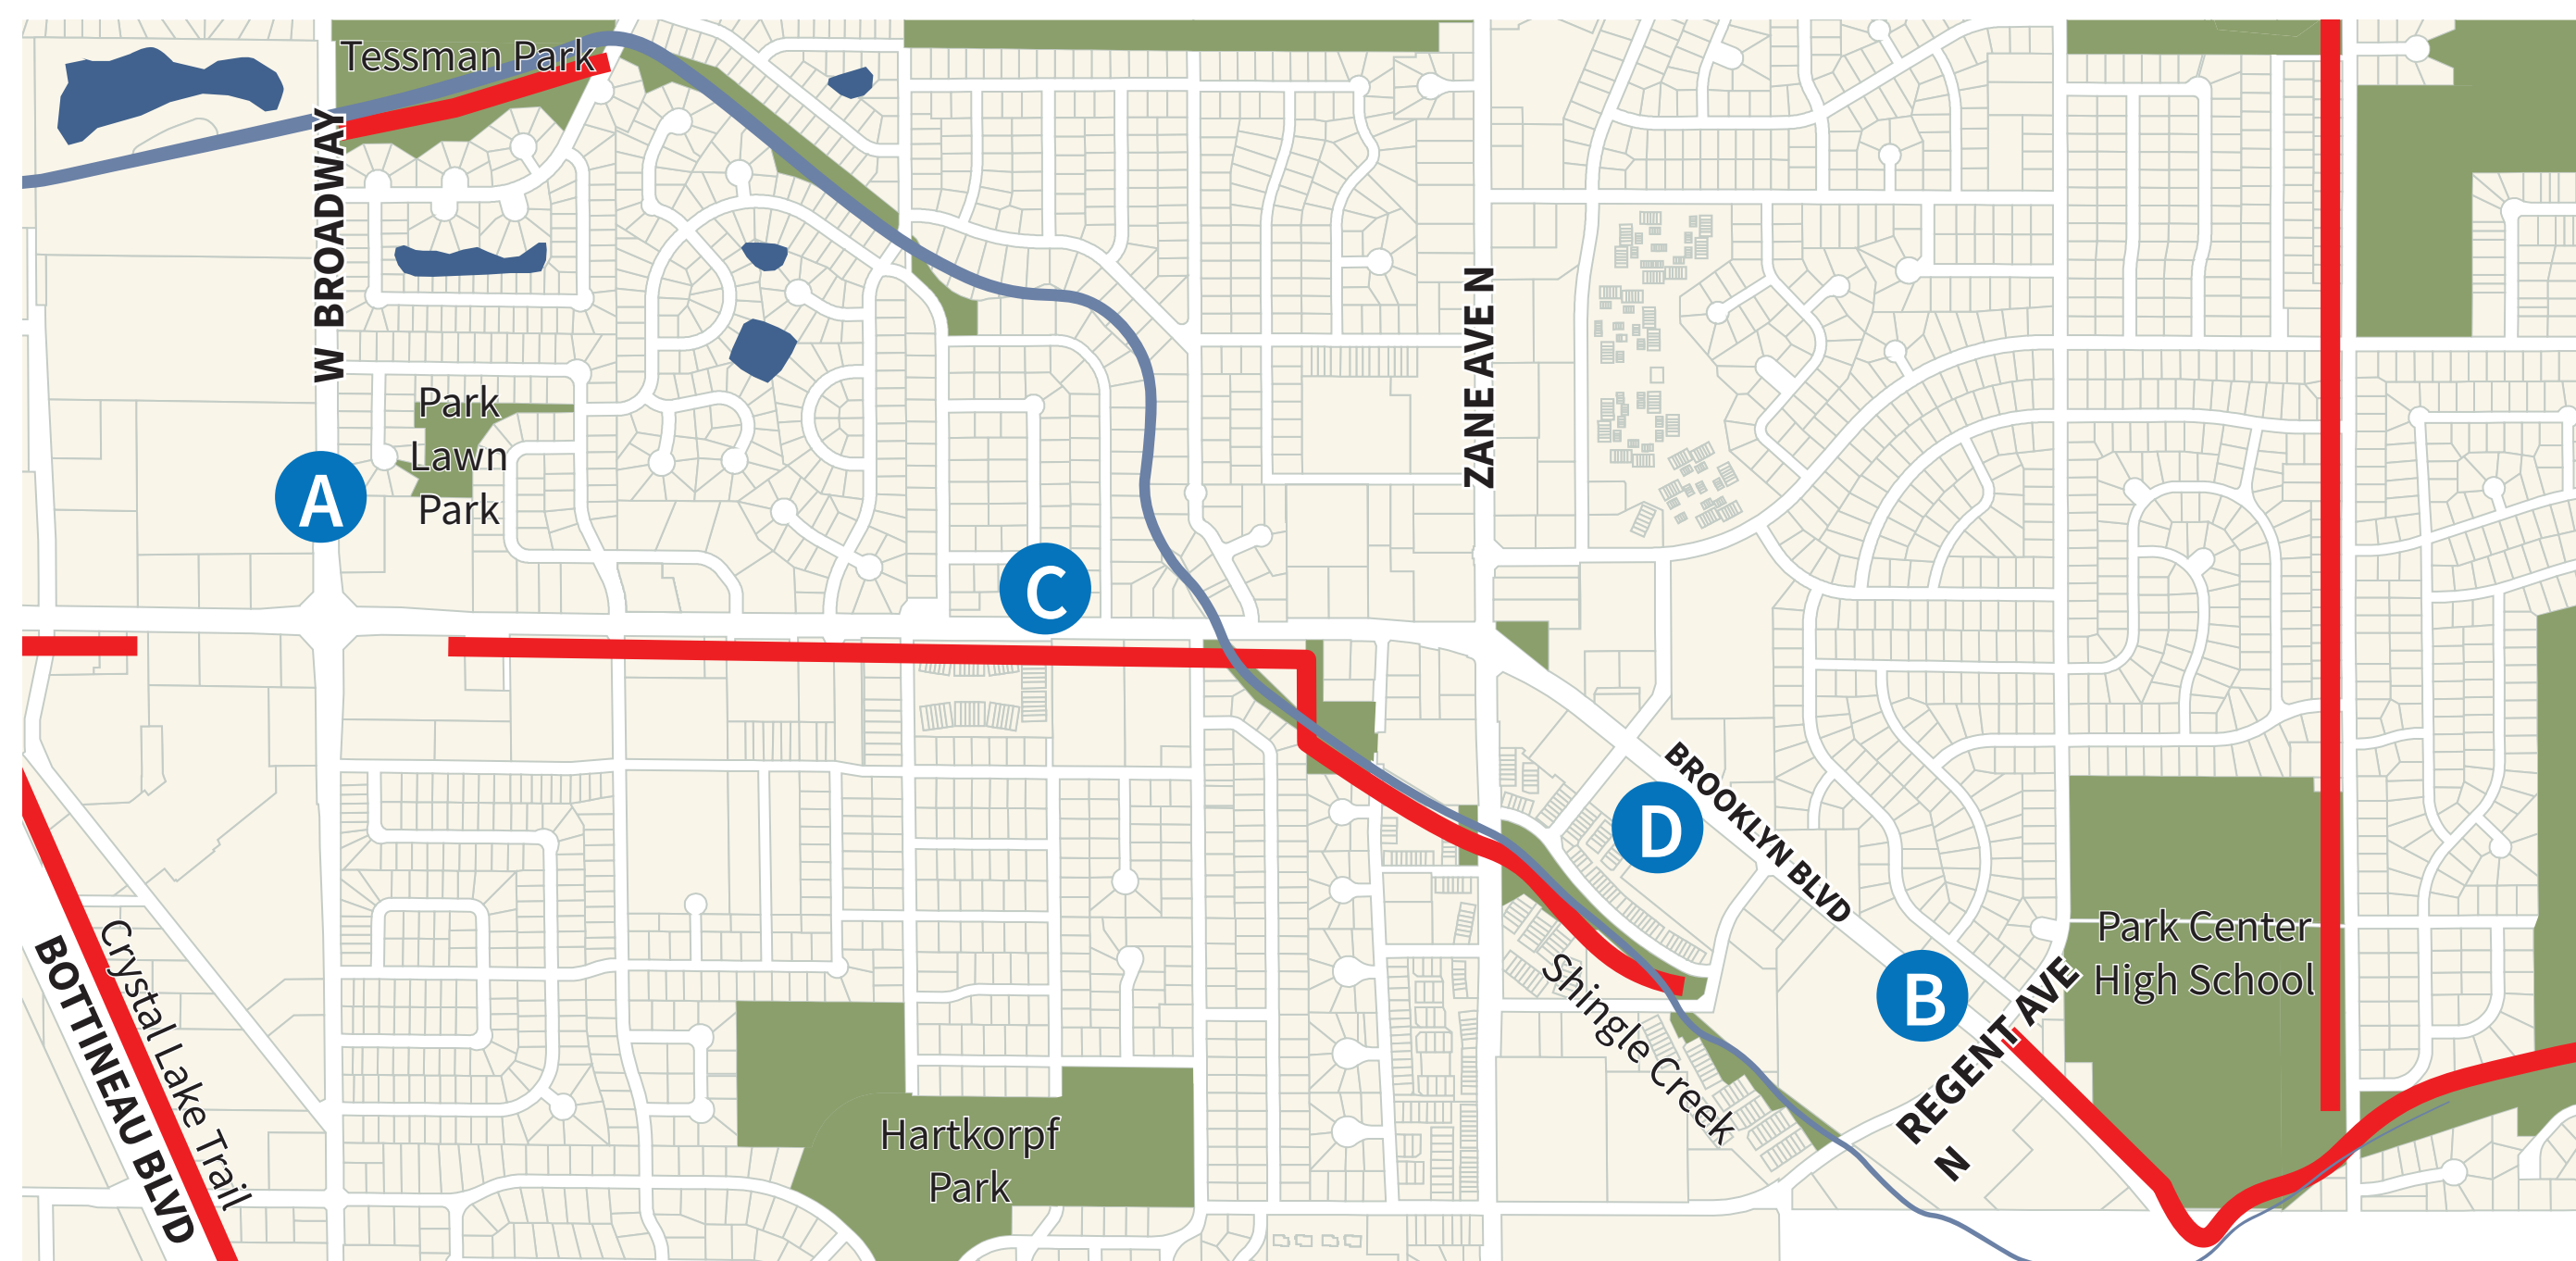 Tessman Park
W BROADWAY
Park
Lawn
Park
A
ZANE AVE N
C
BROOKLYN BLVD
D
Park Center
High School
B
REGENT AVE
N
Shingle Creek
Crystal Lake Trail
BOTTINEAU BLVD
Hartkorpf
Park